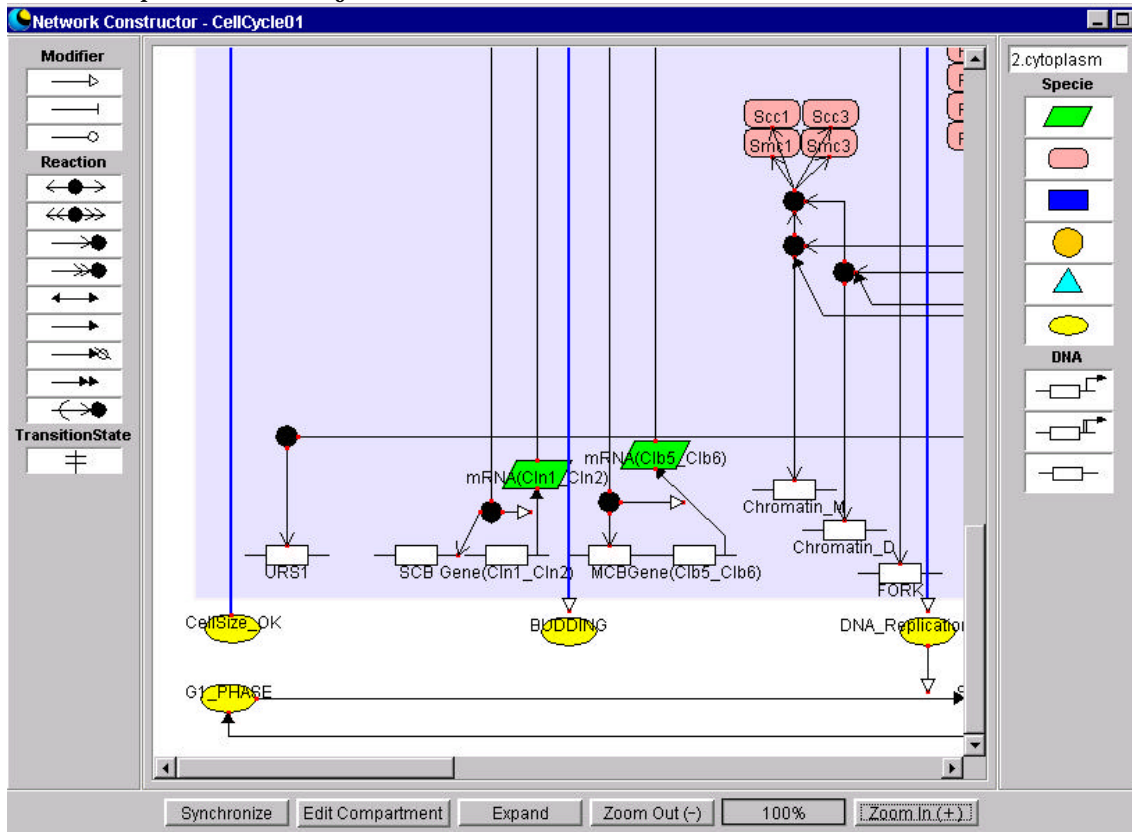 Network Constructor - CellCycle01
Modifier
Reaction
TransitionState
2.cytoplasm
Specie
DNA
Scc1 Scc3
Smc1 Smc3
mRNA(Clb5_Clb6)
mRNA(Cln1_Cln2)
Chromatin_M
Chromatin_D
URS1 SCB Gene(Cln1_Cln2) MCB Gene(Clb5_Clb6)
FORK
CellSize_OK BUDDING DNA_Replication
G1_PHASE
Synchronize Edit Compartment Expand Zoom Out (-) 100% Zoom In (+)